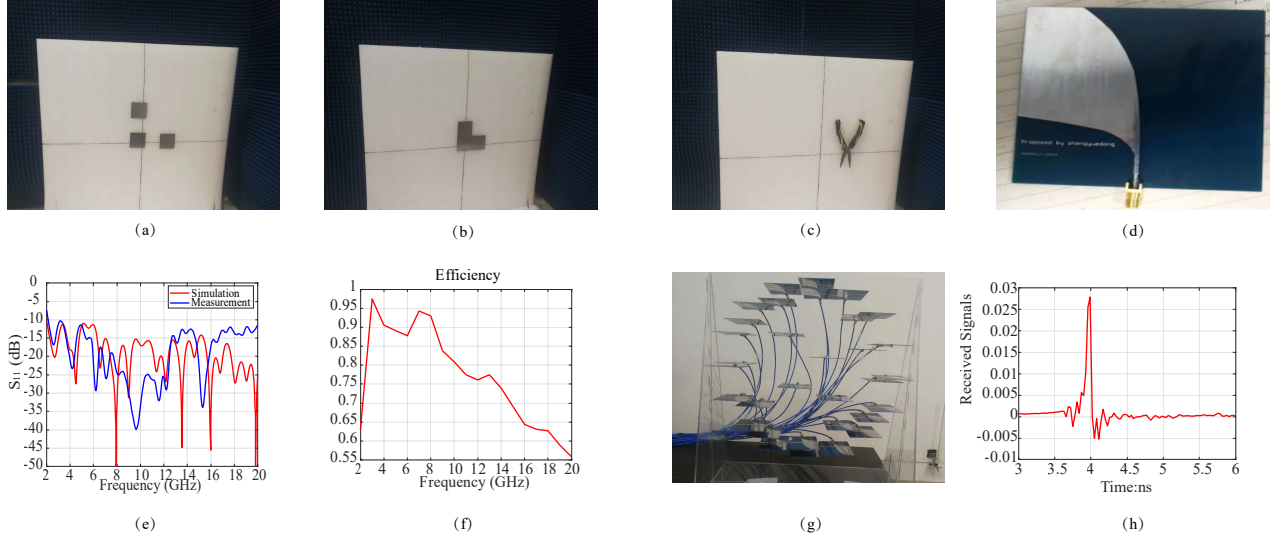 (a)
(b)
(c)
Proposed by zhengyuedong
(d)
0
-5
-10
-15
-20
-25
-30
-35
-40
-45
-50
S11 (dB)
Simulation
Measurement
2 4 6 8 10 12 14 16 18 20
Frequency (GHz)
(e)
Efficiency
1
0.95
0.9
0.85
0.8
0.75
0.7
0.65
0.6
0.55
2 4 6 8 10 12 14 16 18 20
Frequency (GHz)
(f)
(g)
0.03
0.025
0.02
0.015
0.01
0.005
0
-0.005
-0.01
Received Signals
3 3.5 4 4.5 5 5.5 6
Time:ns
(h)